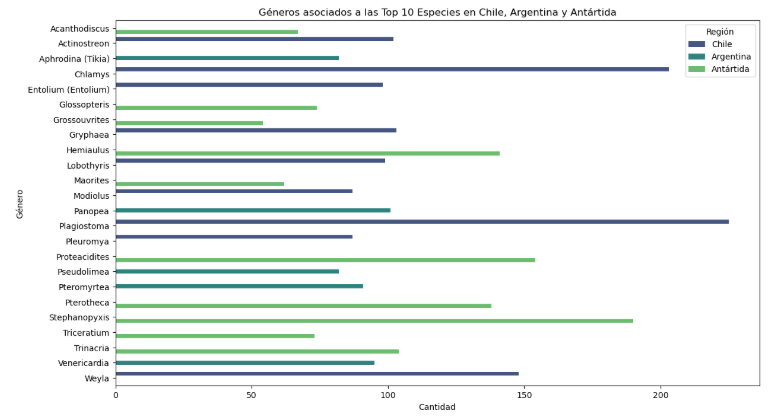 Géneros asociados a las Top 10 Especies en Chile, Argentina y Antártida
Región
Chile
Argentina
Antártida
Género
Acanthodiscus
Actinostreon
Aphrodina (Tikia)
Chlamys
Entolium (Entolium)
Glossopteris
Grossouvrites
Gryphaea
Hemiaulus
Lobothyris
Maorites
Modiolus
Panopea
Plagiostoma
Pleuromya
Proteacidites
Pseudolimea
Pteromyrtea
Pterotheca
Stephanopyxis
Triceratium
Trinacria
Venericardia
Weyla
0 50 100 150 200
Cantidad